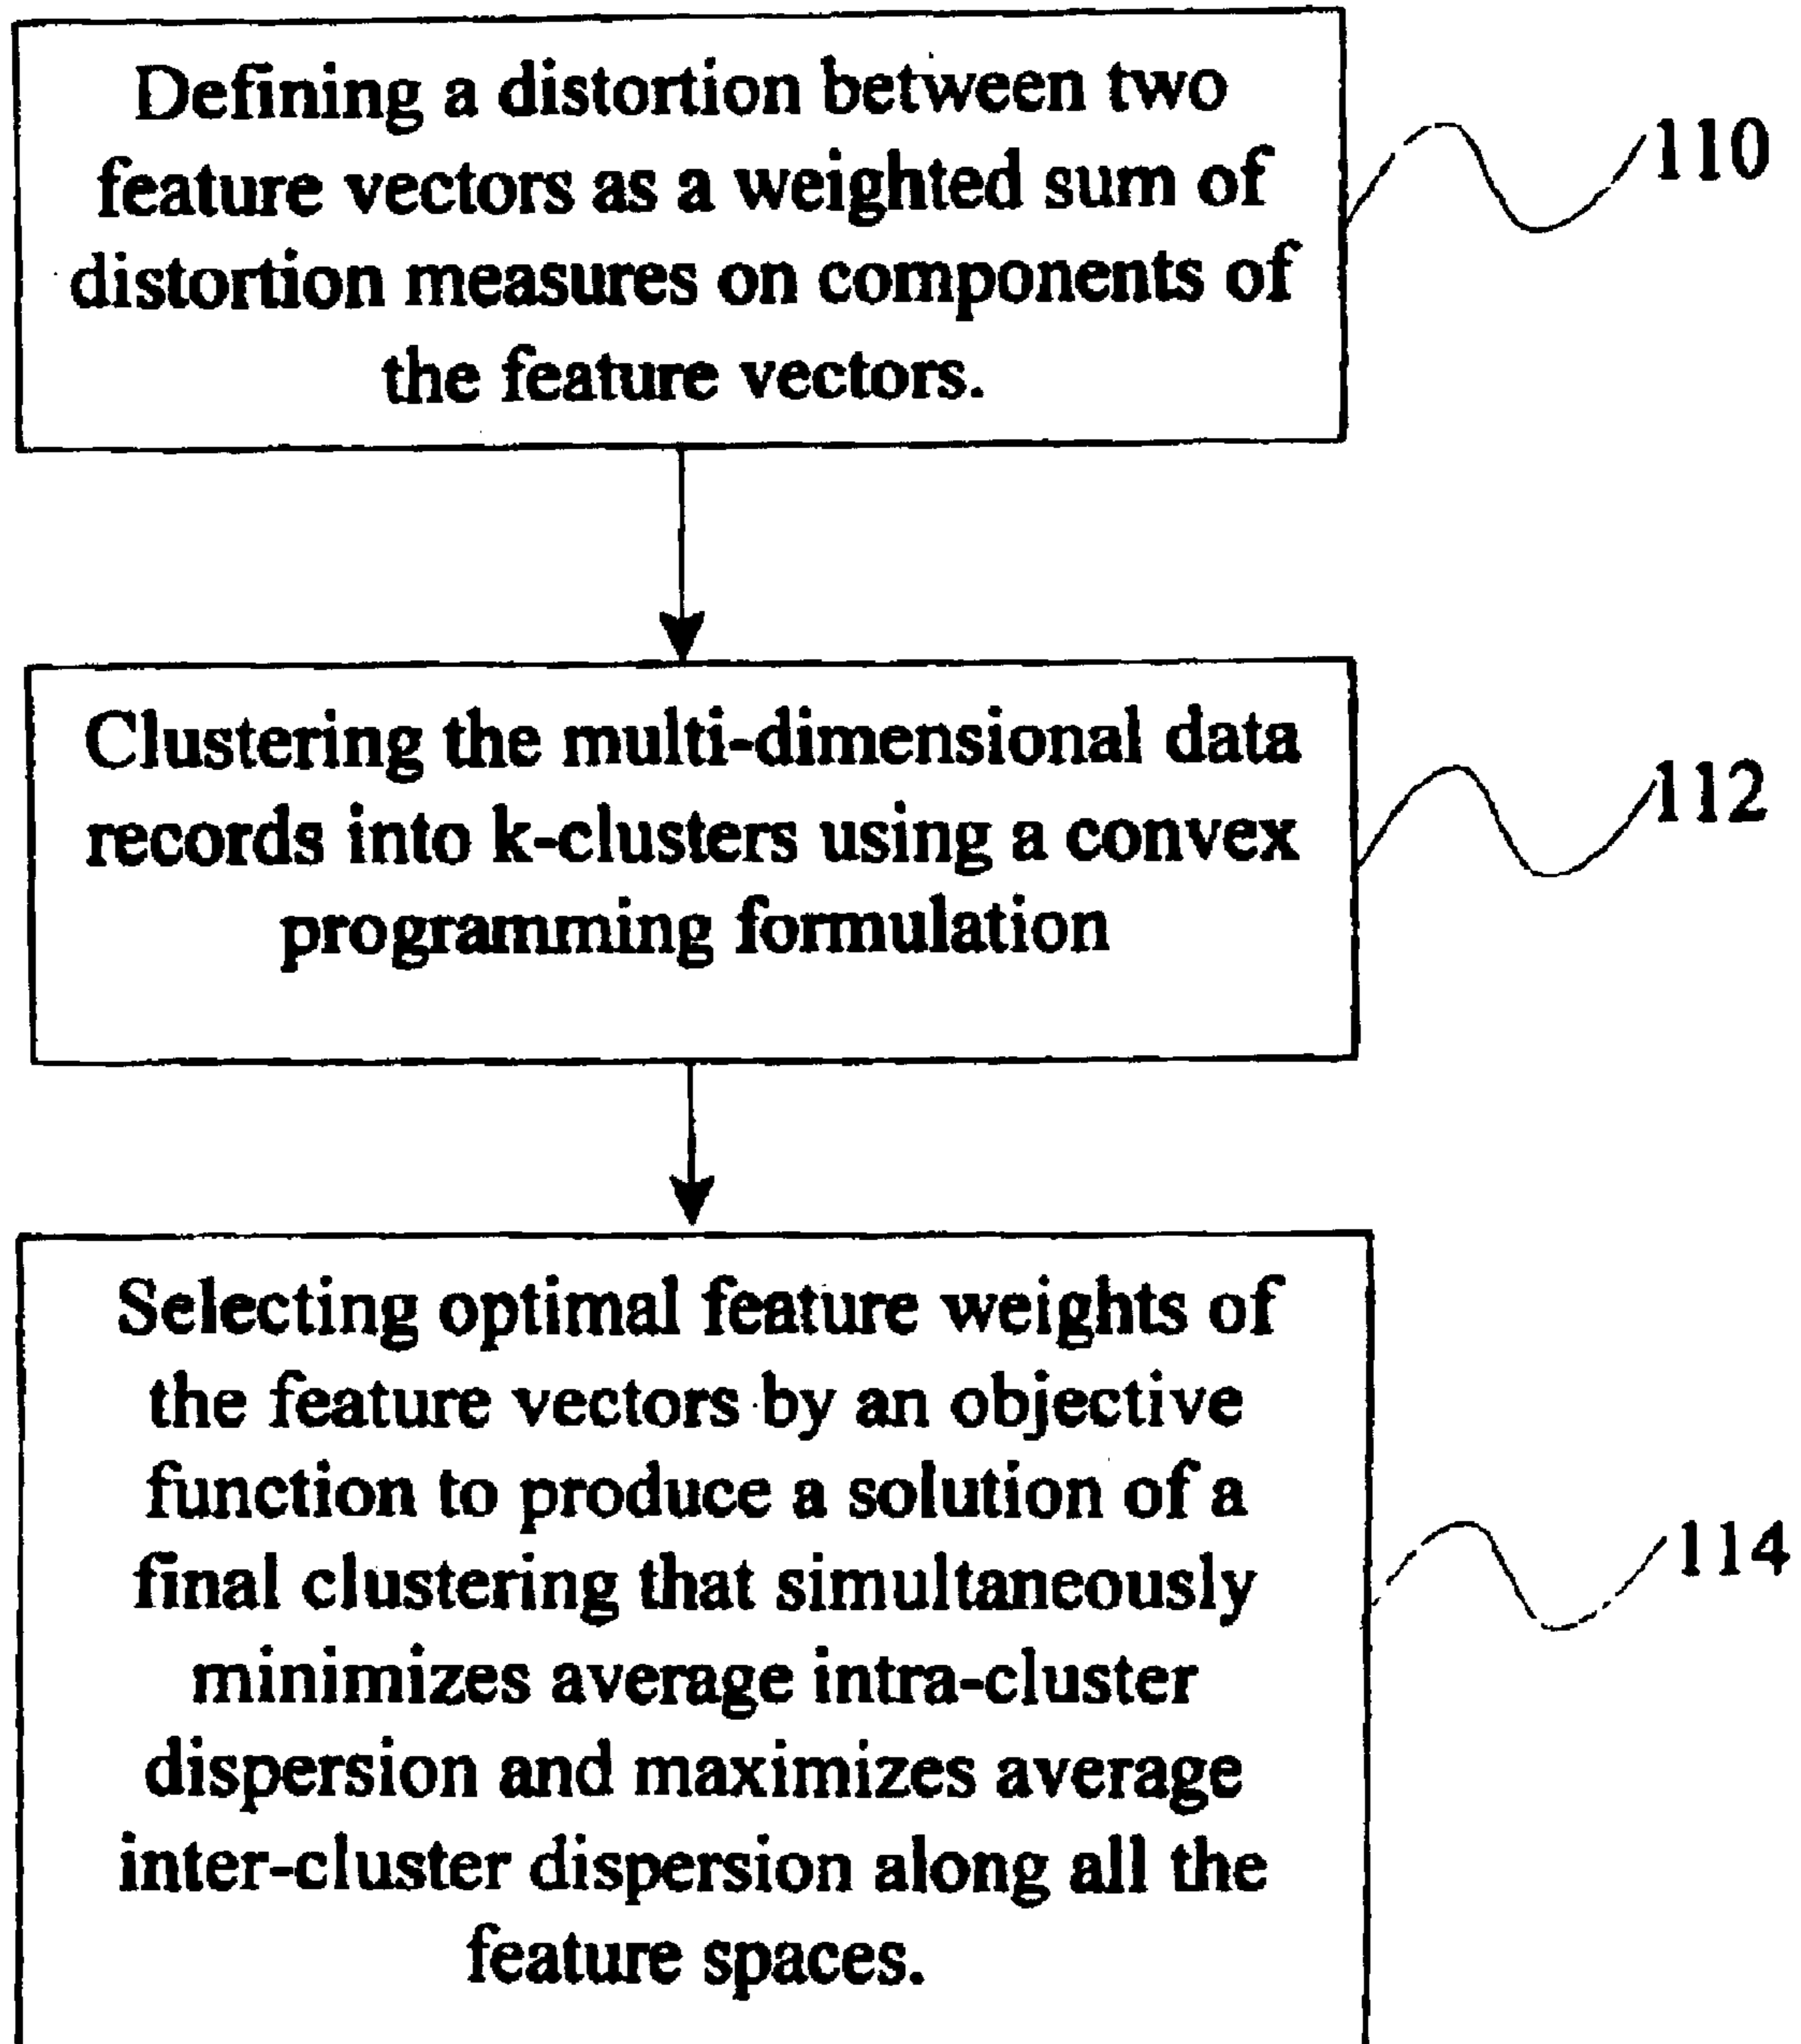 Defining a distortion between two
feature vectors as a weighted sum of
distortion measures on components of
the feature vectors.
110
Clustering the multi-dimensional data
records into k-clusters using a convex
programming formulation
112
Selecting optimal feature weights of
the feature vectors by an objective
function to produce a solution of a
final clustering that simultaneously
minimizes average intra-cluster
dispersion and maximizes average
inter-cluster dispersion along all the
feature spaces.
114